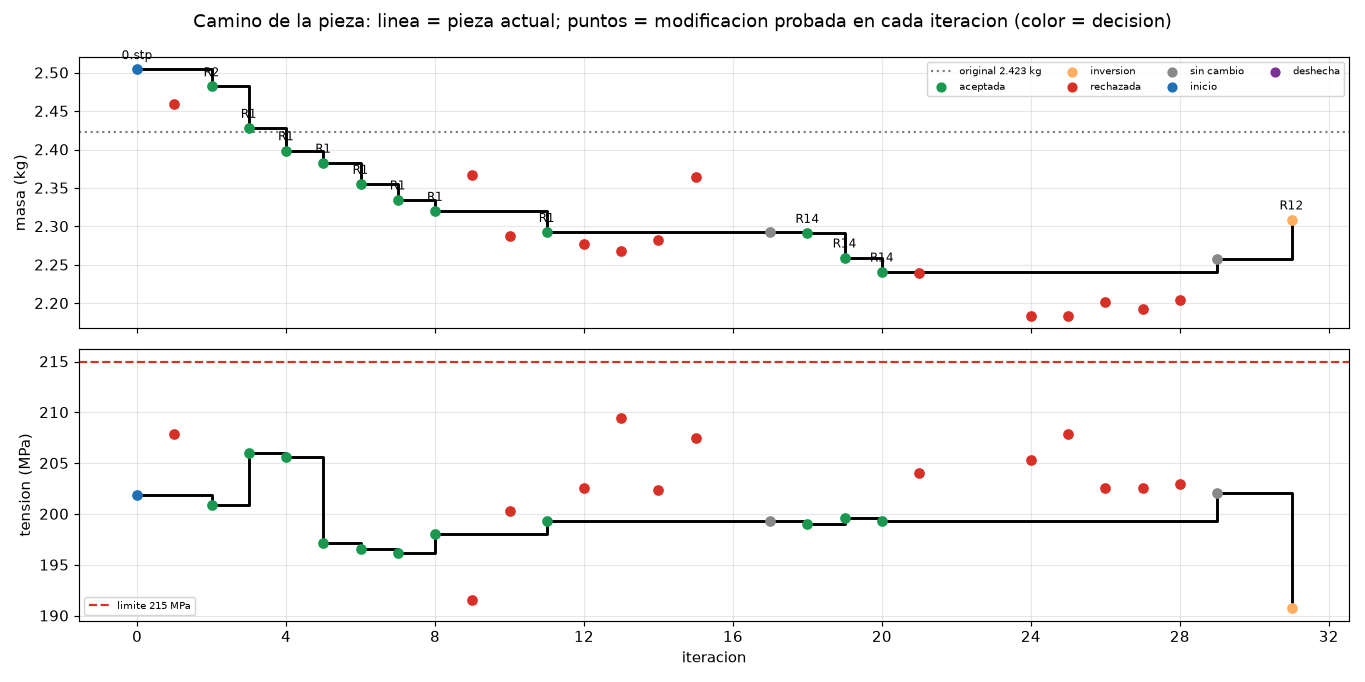 Camino de la pieza: linea = pieza actual; puntos = modificacion probada en cada iteracion (color = decision)
original 2.423 kg
aceptada
inversion
rechazada
sin cambio
inicio
deshecha
masa (kg)
2.50
2.45
2.40
2.35
2.30
2.25
2.20
0.stp
R2
R1
R1
R1
R1
R1
R1
R1
R14
R14
R14
R12
tension (MPa)
215
210
205
200
195
190
limite 215 MPa
0 4 8 12 16 20 24 28 32
iteracion